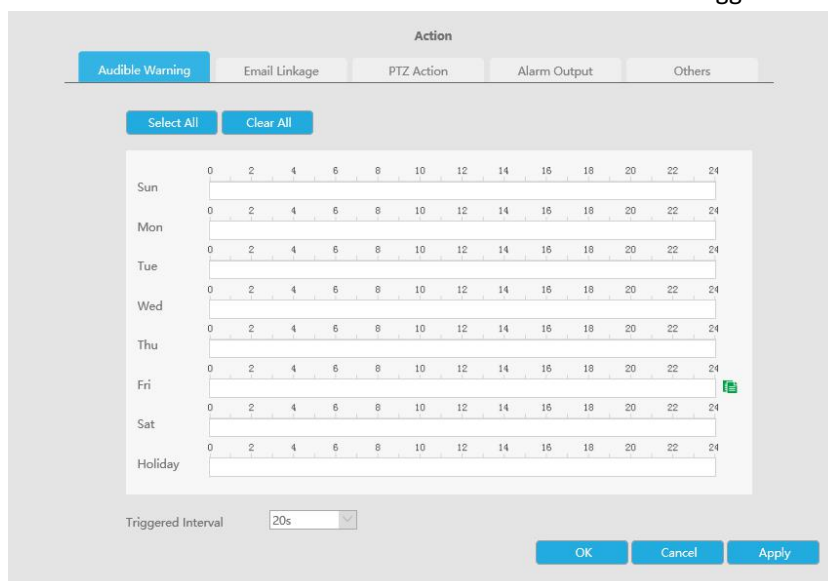 Action
Audible Warning Email Linkage PTZ Action Alarm Output Others
Select All Clear All
0 2 4 6 8 10 12 14 16 18 20 22 24
Sun
0 2 4 6 8 10 12 14 16 18 20 22 24
Mon
0 2 4 6 8 10 12 14 16 18 20 22 24
Tue
0 2 4 6 8 10 12 14 16 18 20 22 24
Wed
0 2 4 6 8 10 12 14 16 18 20 22 24
Thu
0 2 4 6 8 10 12 14 16 18 20 22 24
Fri
0 2 4 6 8 10 12 14 16 18 20 22 24
Sat
0 2 4 6 8 10 12 14 16 18 20 22 24
Holiday
Triggered Interval 20s
OK Cancel Apply